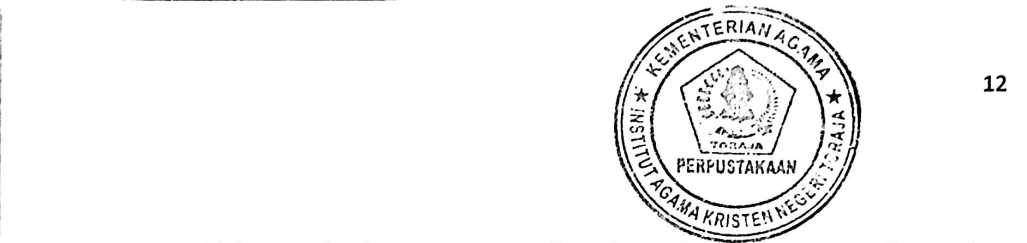 12
KEMENTERIAN AGAMA
TORAJA
PERPUSTAKAAN
INSTITUT AGAMA KRISTEN NEGERI TORAJA